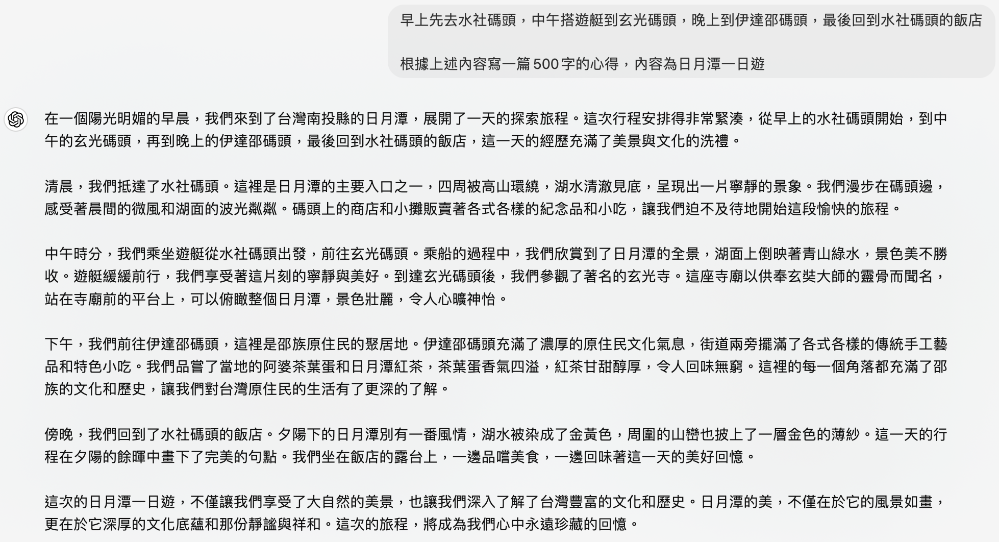 早上先去水社碼頭，中午搭遊艇到玄光碼頭，晚上到伊達邵碼頭，最後回到水社碼頭的飯店
根據上述內容寫一篇 500 字的心得，內容為日月潭一日遊
在一個陽光明媚的早晨，我們來到了台灣南投縣的日月潭，展開了一天的探索旅程。這次行程安排得非常緊湊，從早上的水社碼頭開始，到中
午的玄光碼頭，再到晚上的伊達邵碼頭，最後回到水社碼頭的飯店，這一天的經歷充滿了美景與文化的洗禮。
清晨，我們抵達了水社碼頭。這裡是日月潭的主要入口之一，四周被高山環繞，湖水清澈見底，呈現出一片寧靜的景象。我們漫步在碼頭邊，
感受著晨間的微風和湖面的波光粼粼。碼頭上的商店和小攤販賣著各式各樣的紀念品和小吃，讓我們迫不及待地開始這段愉快的旅程。
中午時分，我們乘坐遊艇從水社碼頭出發，前往玄光碼頭。乘船的過程中，我們欣賞到了日月潭的全景，湖面上倒映著青山綠水，景色美不勝
收。遊艇緩緩前行，我們享受著這片刻的寧靜與美好。到達玄光碼頭後，我們參觀了著名的玄光寺。這座寺廟以供奉玄奘大師的靈骨而聞名，
站在寺廟前的平台上，可以俯瞰整個日月潭，景色壯麗，令人心曠神怡。
下午，我們前往伊達邵碼頭，這裡是邵族原住民的聚居地。伊達邵碼頭充滿了濃厚的原住民文化氣息，街道兩旁擺滿了各式各樣的傳統手工藝
品和特色小吃。我們品嘗了當地的阿婆茶葉蛋和日月潭紅茶，茶葉蛋香氣四溢，紅茶甘甜醇厚，令人回味無窮。這裡的每一個角落都充滿了邵
族的文化和歷史，讓我們對台灣原住民的生活有了更深的了解。
傍晚，我們回到了水社碼頭的飯店。夕陽下的日月潭別有一番風情，湖水被染成了金黃色，周圍的山巒也披上了一層金色的薄紗。這一天的行
程在夕陽的餘暉中畫下了完美的句點。我們坐在飯店的露台上，一邊品嚐美食，一邊回味著這一天的美好回憶。
這次的日月潭一日遊，不僅讓我們享受了大自然的美景，也讓我們深入了解了台灣豐富的文化和歷史。日月潭的美，不僅在於它的風景如畫，
更在於它深厚的文化底蘊和那份靜謐與祥和。這次的旅程，將成為我們心中永遠珍藏的回憶。